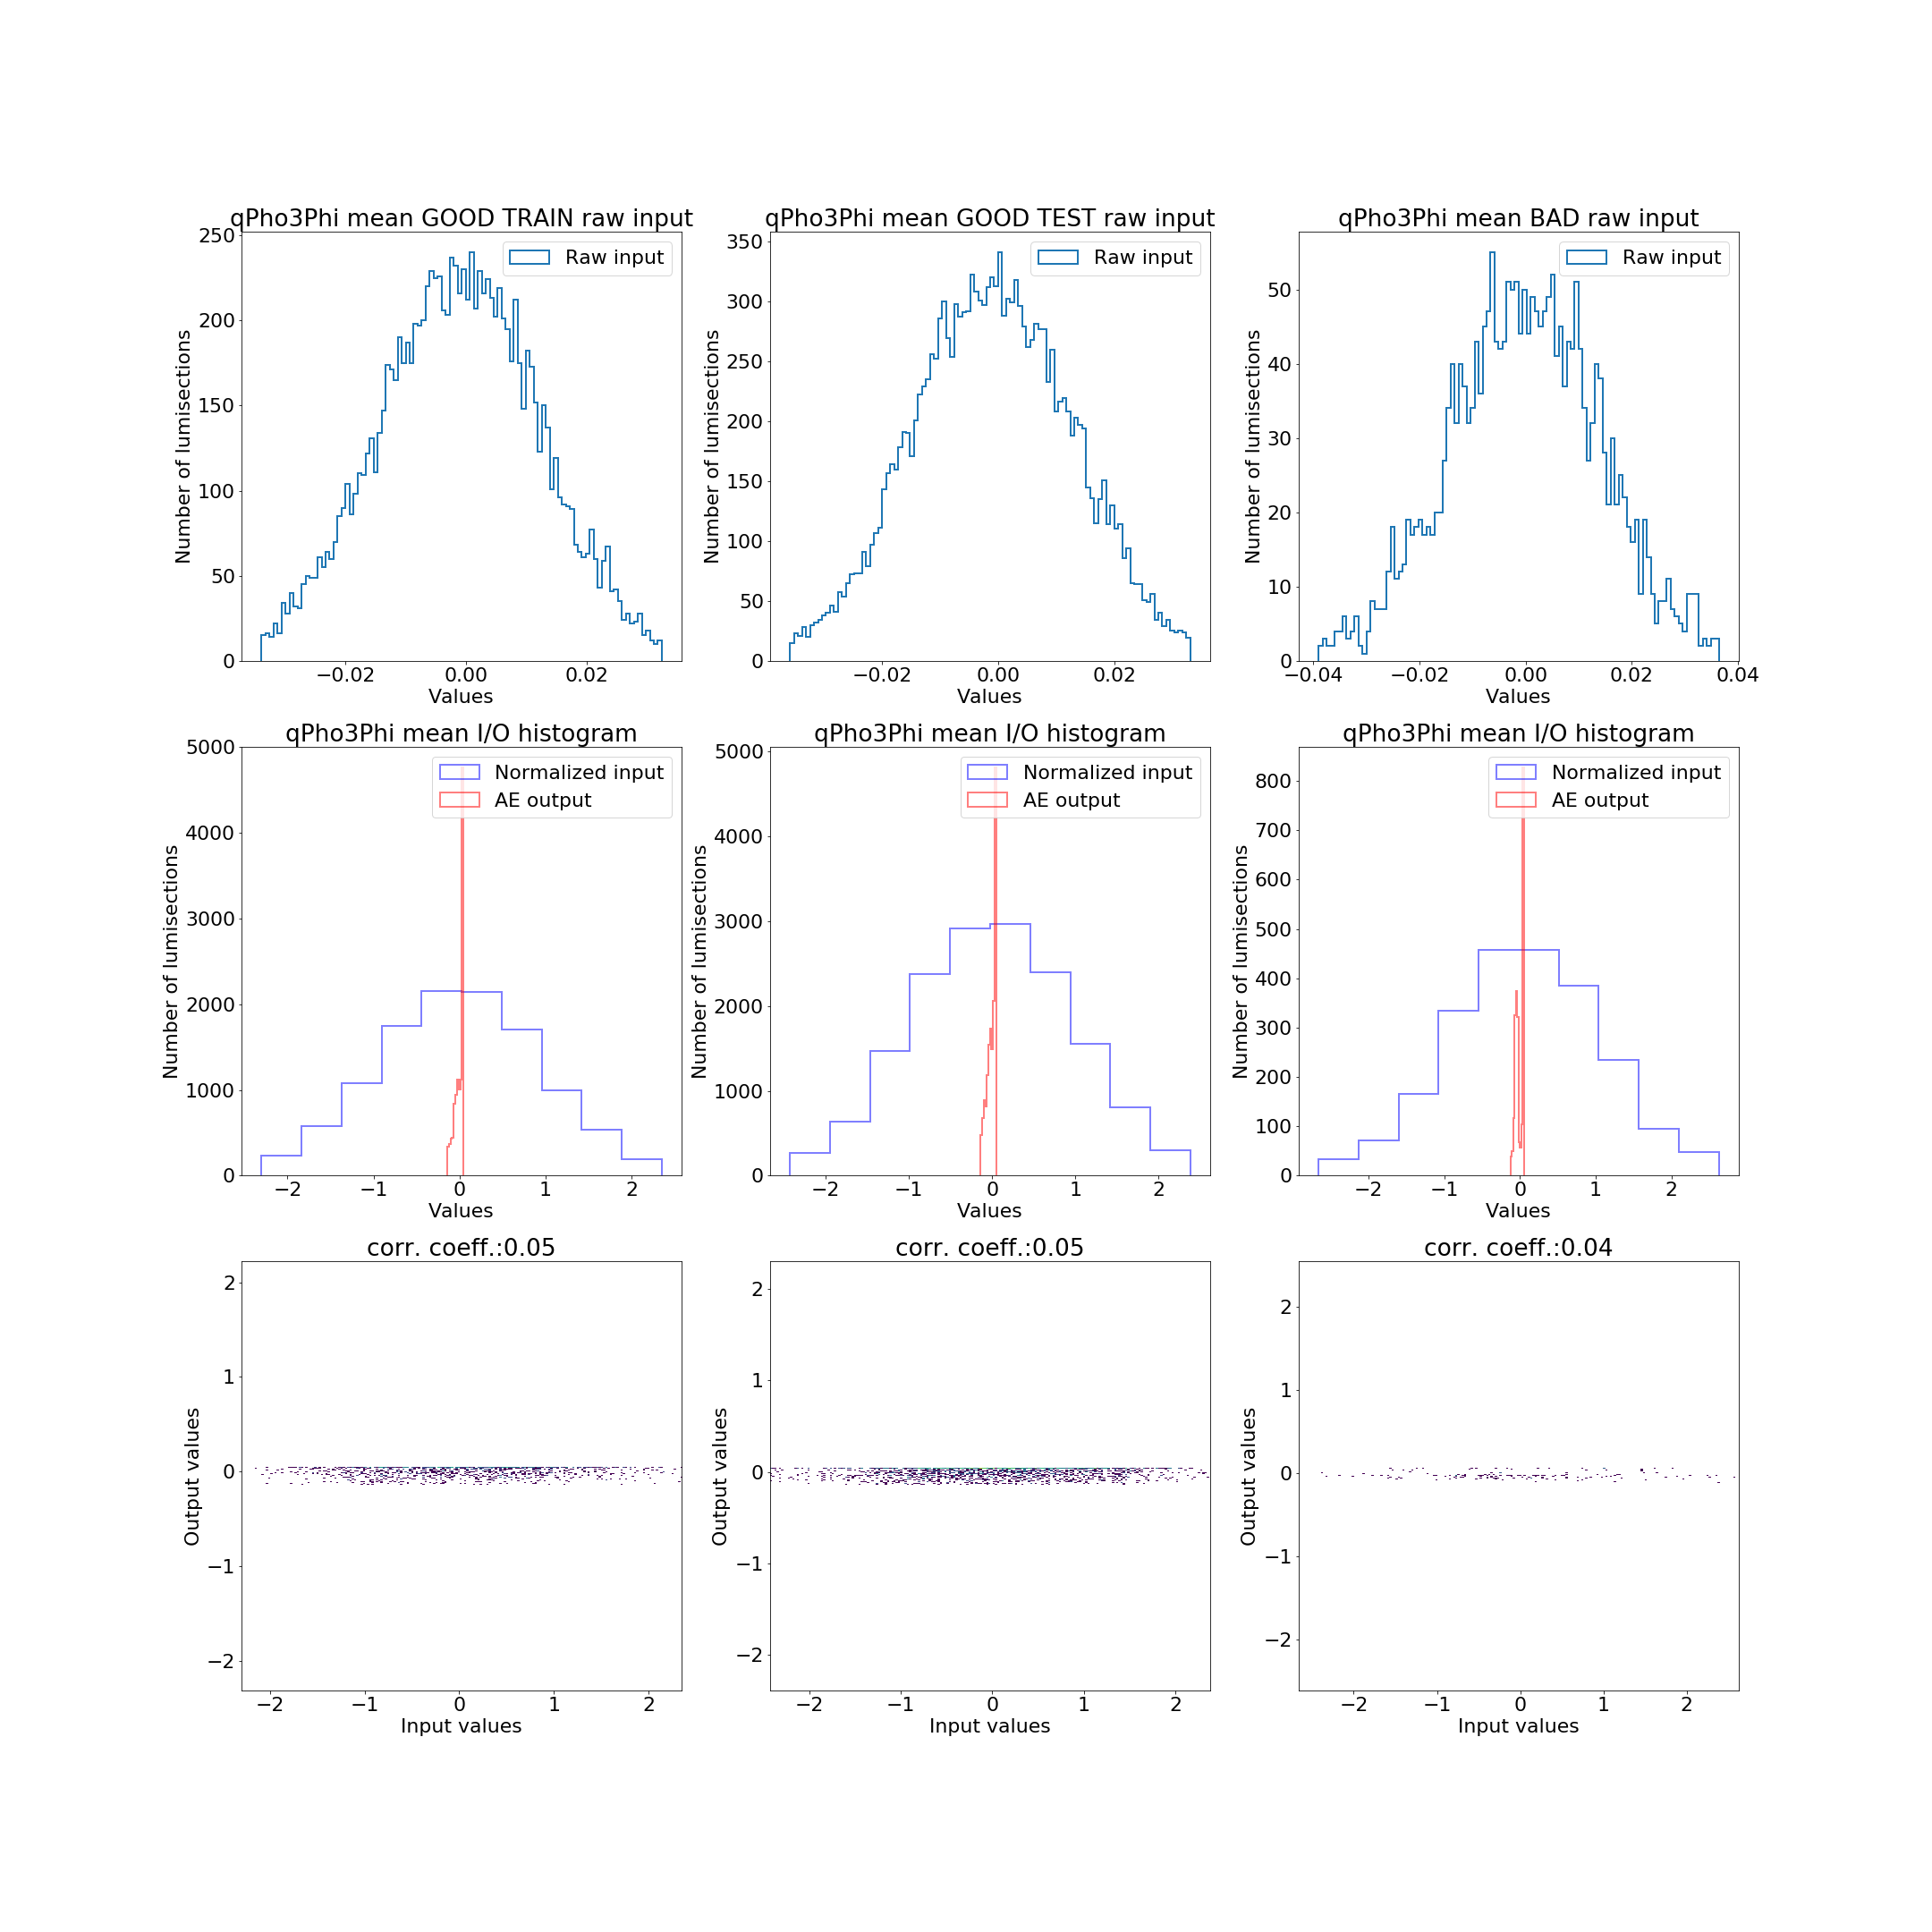 qPho3Phi mean GOOD TRAIN raw input
250
200
150
100
50
0
Number of lumisections
Raw input
−0.02 0.00 0.02
Values
qPho3Phi mean GOOD TEST raw input
350
300
250
200
150
100
50
0
Number of lumisections
Raw input
−0.02 0.00 0.02
Values
qPho3Phi mean BAD raw input
50
40
30
20
10
0
Number of lumisections
Raw input
−0.04 −0.02 0.00 0.02 0.04
Values
qPho3Phi mean I/O histogram
5000
4000
3000
2000
1000
0
Number of lumisections
Normalized input
AE output
−2 −1 0 1 2
Values
qPho3Phi mean I/O histogram
5000
4000
3000
2000
1000
0
Number of lumisections
Normalized input
AE output
−2 −1 0 1 2
Values
qPho3Phi mean I/O histogram
800
700
600
500
400
300
200
100
0
Number of lumisections
Normalized input
AE output
−2 −1 0 1 2
Values
corr. coeff.:0.05
2
1
0
−1
−2
Output values
−2 −1 0 1 2
Input values
corr. coeff.:0.05
2
1
0
−1
−2
Output values
−2 −1 0 1 2
Input values
corr. coeff.:0.04
2
1
0
−1
−2
Output values
−2 −1 0 1 2
Input values